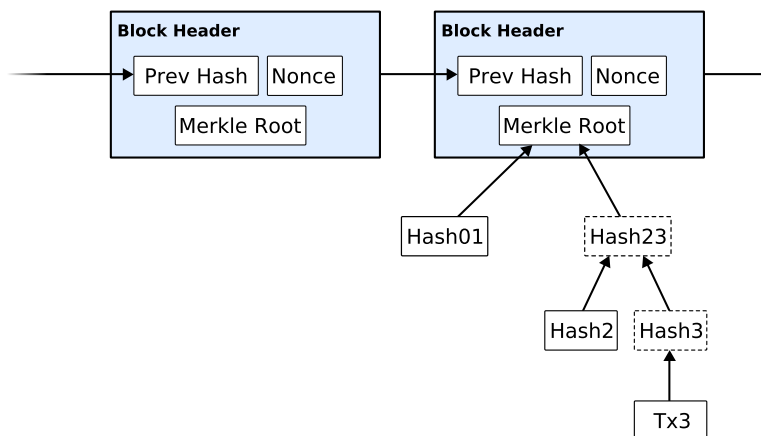 Block Header
Prev Hash
Nonce
Merkle Root
Block Header
Prev Hash
Nonce
Merkle Root
Hash01
Hash23
Hash2
Hash3
Tx3